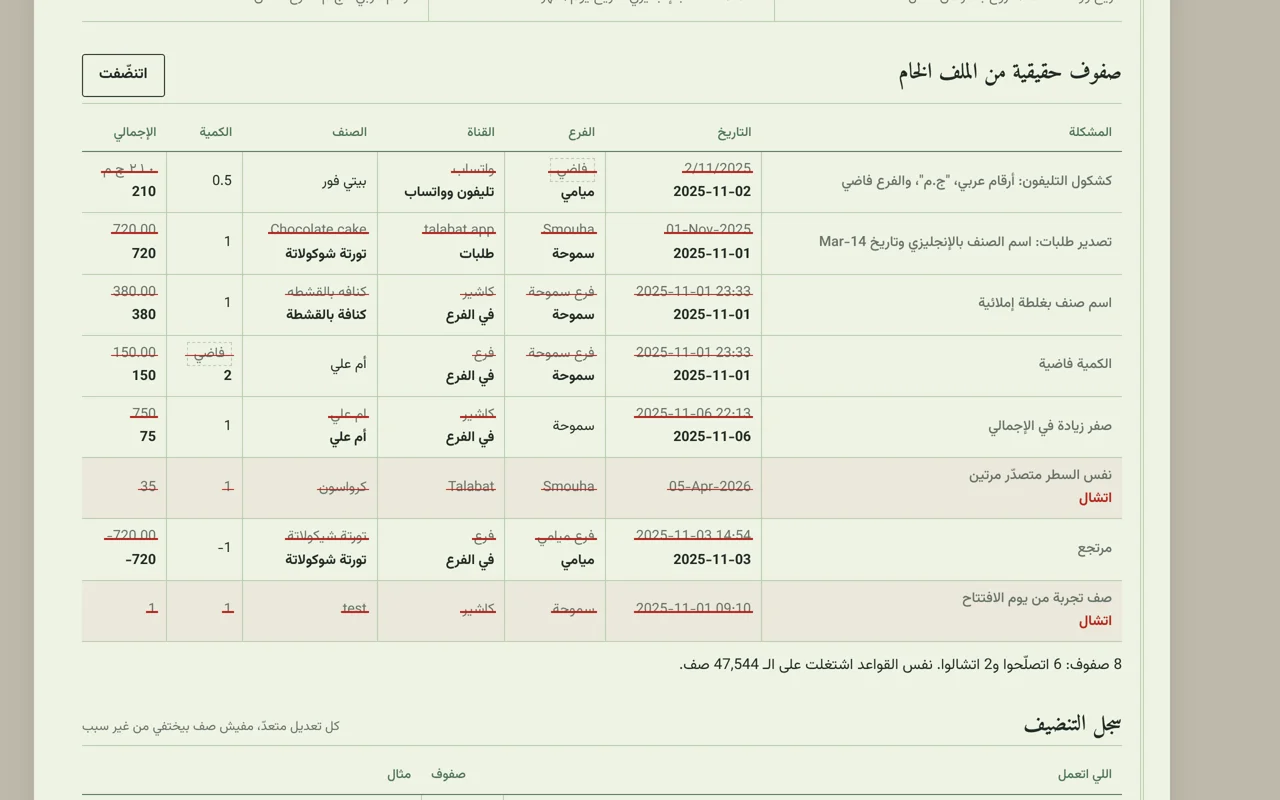 صفوف حقيقية من الملف الخام
اتنضّفت
المشكلة التاريخ الفرع القناة الصنف الكمية الإجمالي
كشكول التليفون: أرقام عربي، "ج.م"، والفرع فاضي 2/11/2025 2025-11-02 فاضي ميامي واتساب تليفون وواتساب بيتي فور 0.5 ٢١٠ ج.م 210
تصدير طلبات: اسم الصنف بالإنجليزي وتاريخ 14-Mar 01-Nov-2025 2025-11-01 Smouha سموحة talabat app طلبات Chocolate cake تورتة شوكولاتة 1 720.00 720
اسم صنف بغلطة إملائية 2025-11-01 23:33 2025-11-01 فرع سموحة سموحة كاشير في الفرع كنافه بالقشطه كنافة بالقشطة 1 380.00 380
الكمية فاضية 2025-11-01 23:33 2025-11-01 فرع سموحة سموحة فرع في الفرع أم علي فاضي 2 150.00 150
صفر زيادة في الإجمالي 2025-11-06 22:13 2025-11-06 سموحة كاشير في الفرع ام علي أم علي 1 750 75
نفس السطر متصدّر مرتين اتشال 05-Apr-2026 Smouha Talabat كرواسون 1 35
مرتجع 2025-11-03 14:54 2025-11-03 فرع ميامي ميامي فرع في الفرع تورتة شيكولاتة تورتة شوكولاتة -1 -720.00 -720
صف تجربة من يوم الافتتاح اتشال 2025-11-01 09:10 سموحة كاشير test 1 1
8 صفوف: 6 اتصلّحوا و2 اتشالوا. نفس القواعد اشتغلت على الـ 47,544 صف.
سجل التنضيف
كل تعديل متعدّ، مفيش صف بيختفي من غير سبب
اللي اتعمل صفوف مثال